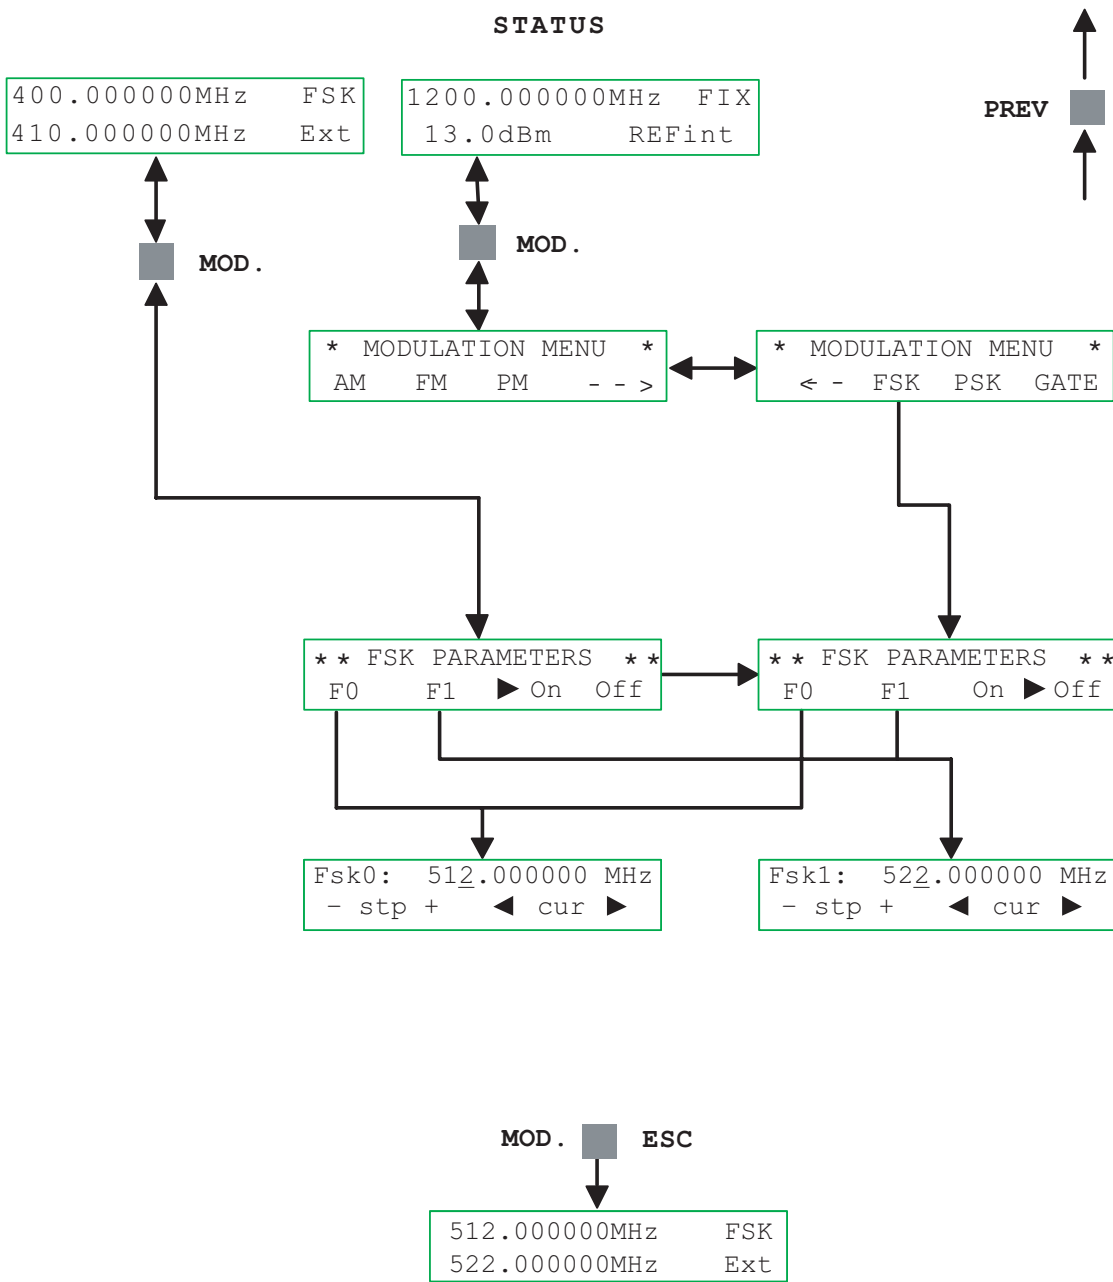 STATUS
400.000000MHz FSK
410.000000MHz Ext
1200.000000MHz FIX
13.0dBm REFint
PREV
MOD.
MOD.
* MODULATION MENU *
AM FM PM -->
* MODULATION MENU *
<- FSK PSK GATE
** FSK PARAMETERS **
F0 F1 ▶On Off
** FSK PARAMETERS **
F0 F1 On ▶Off
Fsk0: 512.000000 MHz
- stp + ◀ cur ▶
Fsk1: 522.000000 MHz
- stp + ◀ cur ▶
MOD. ESC
512.000000MHz FSK
522.000000MHz Ext